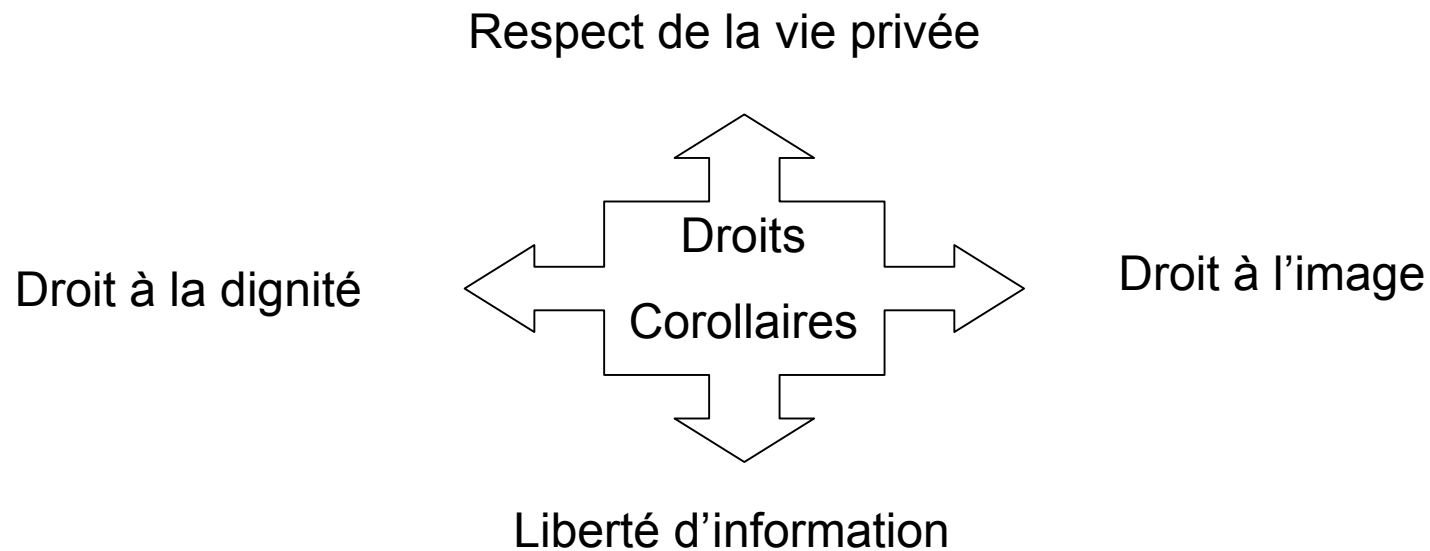 Respect de la vie privée
Droits
Droit à la dignité
Droit à l’image
Corollaires
Liberté d’information